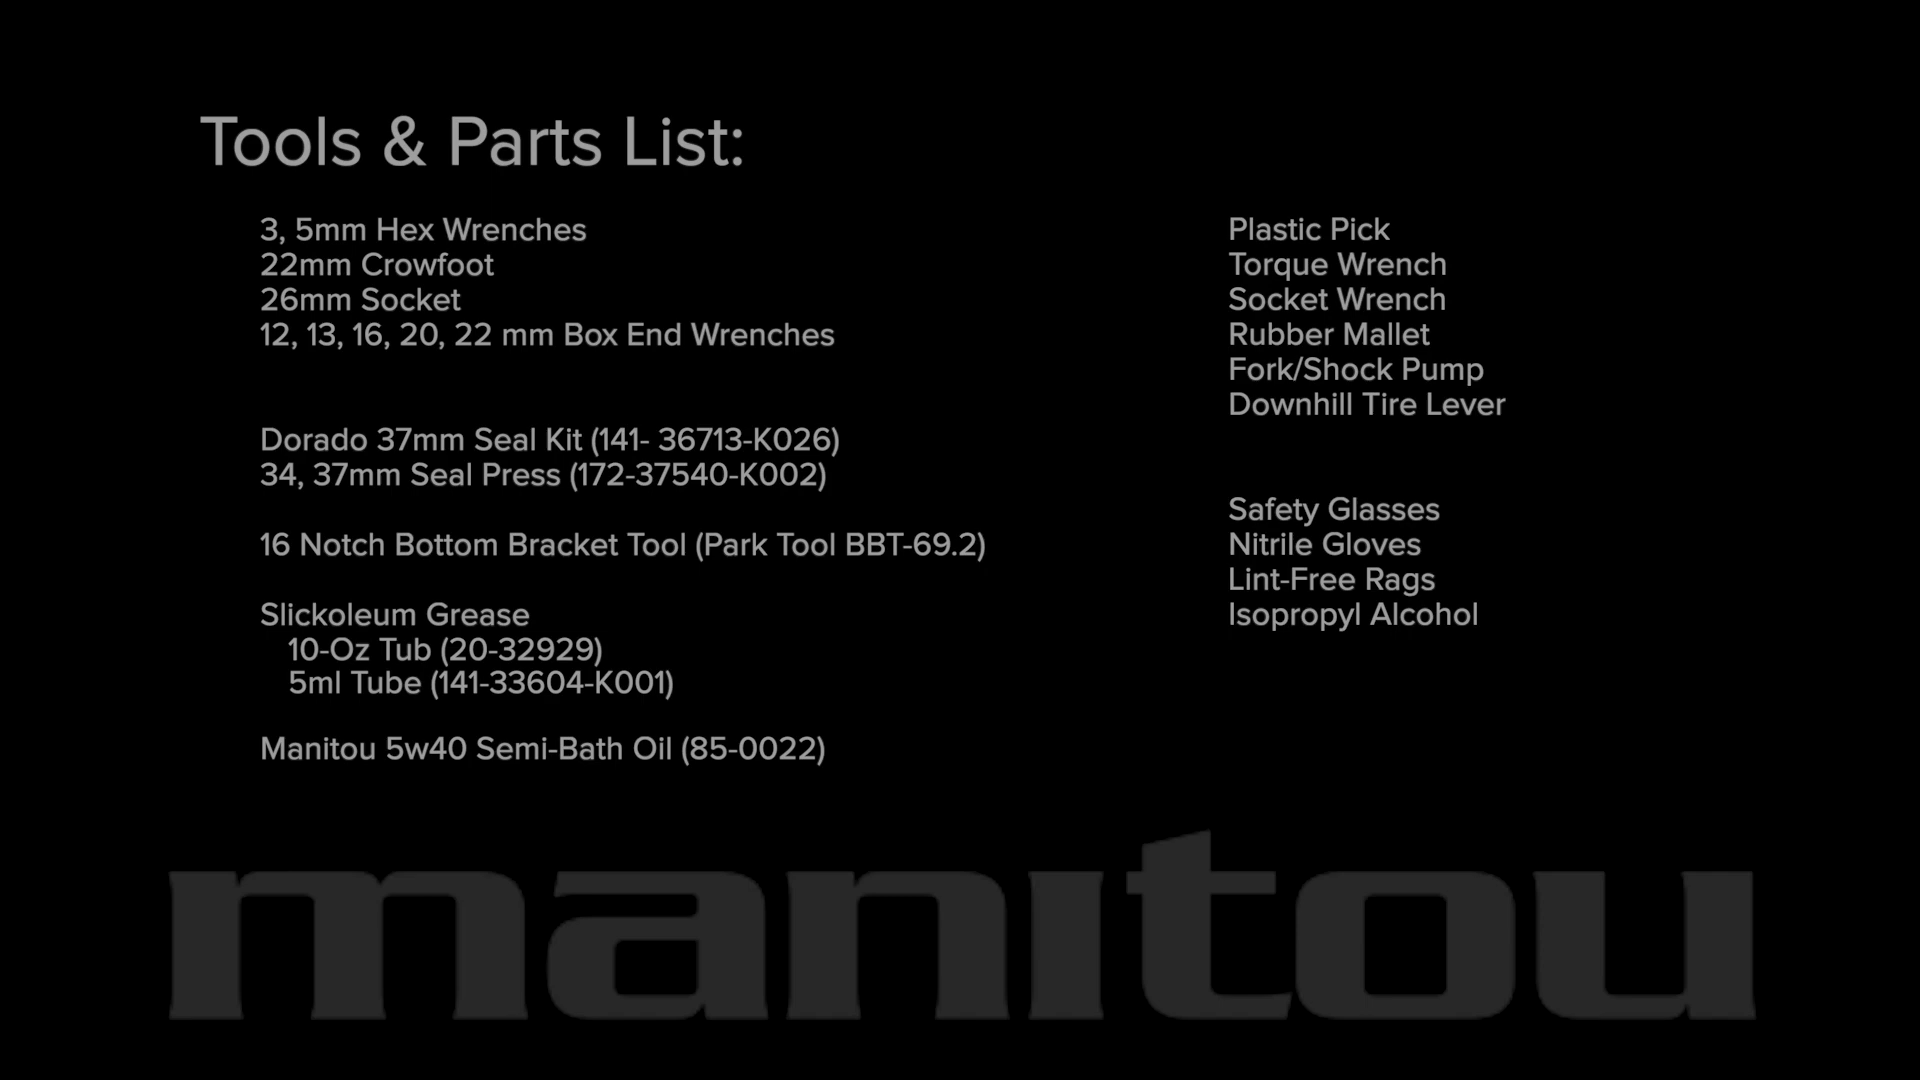 Tools & Parts List:
3, 5mm Hex Wrenches
22mm Crowfoot
26mm Socket
12, 13, 16, 20, 22 mm Box End Wrenches
Dorado 37mm Seal Kit (141- 36713-K026)
34, 37mm Seal Press (172-37540-K002)
16 Notch Bottom Bracket Tool (Park Tool BBT-69.2)
Slickoleum Grease
10-Oz Tub (20-32929)
5ml Tube (141-33604-K001)
Manitou 5w40 Semi-Bath Oil (85-0022)
Plastic Pick
Torque Wrench
Socket Wrench
Rubber Mallet
Fork/Shock Pump
Downhill Tire Lever
Safety Glasses
Nitrile Gloves
Lint-Free Rags
Isopropyl Alcohol
manitou